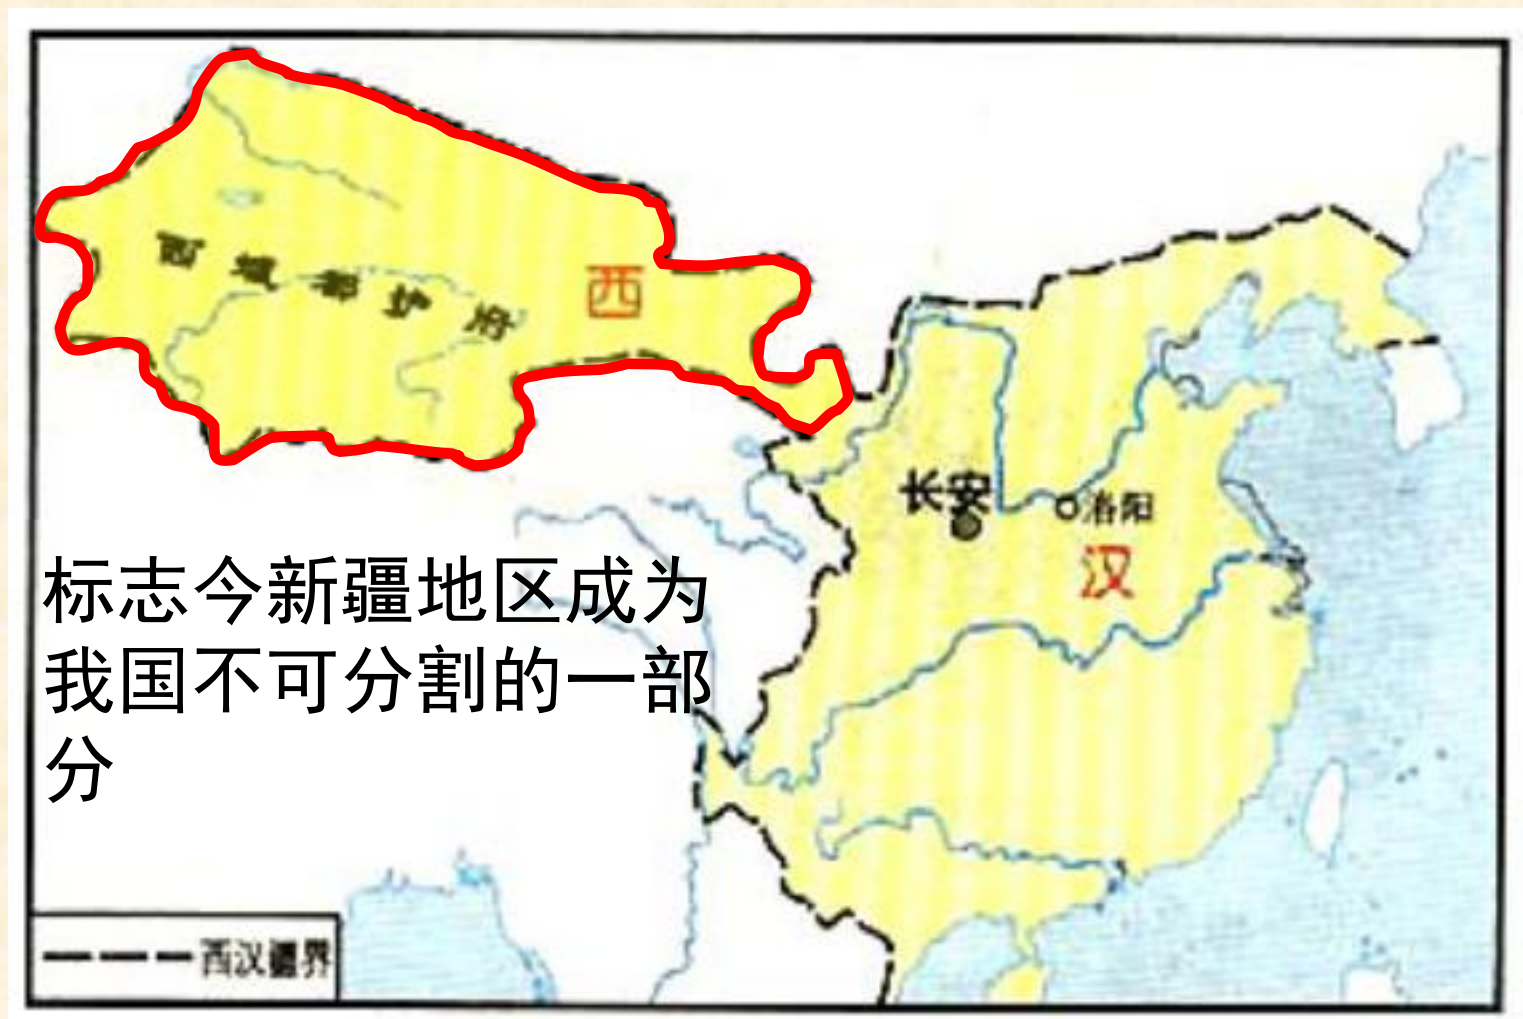 西域都护府
西
长安
洛阳
汉
标志今新疆地区成为
我国不可分割的一部
分
西汉疆界